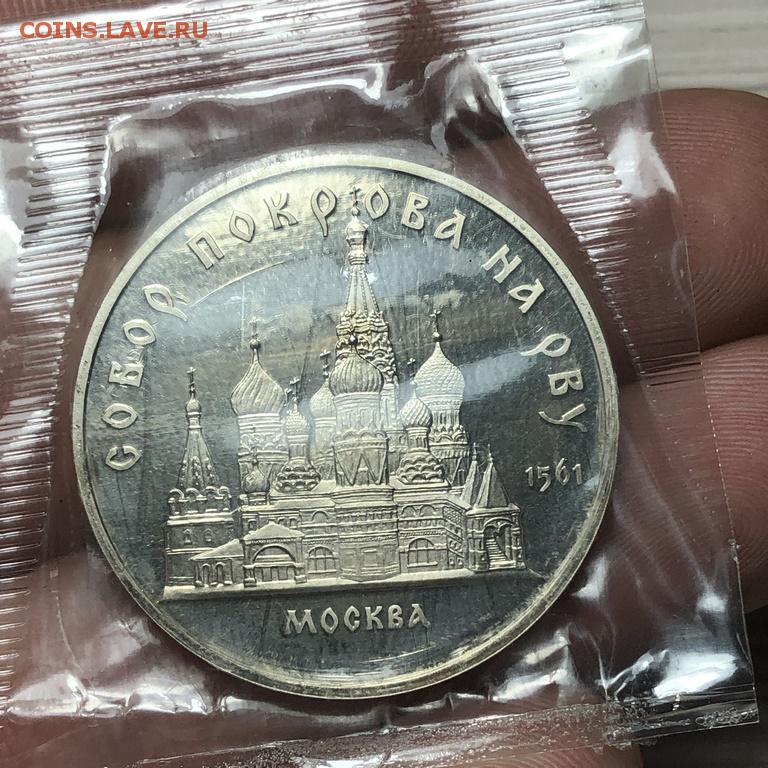 COINS.LAVE.RU
СОБОР ПОКРОВА НА РВУ
1561
МОСКВА